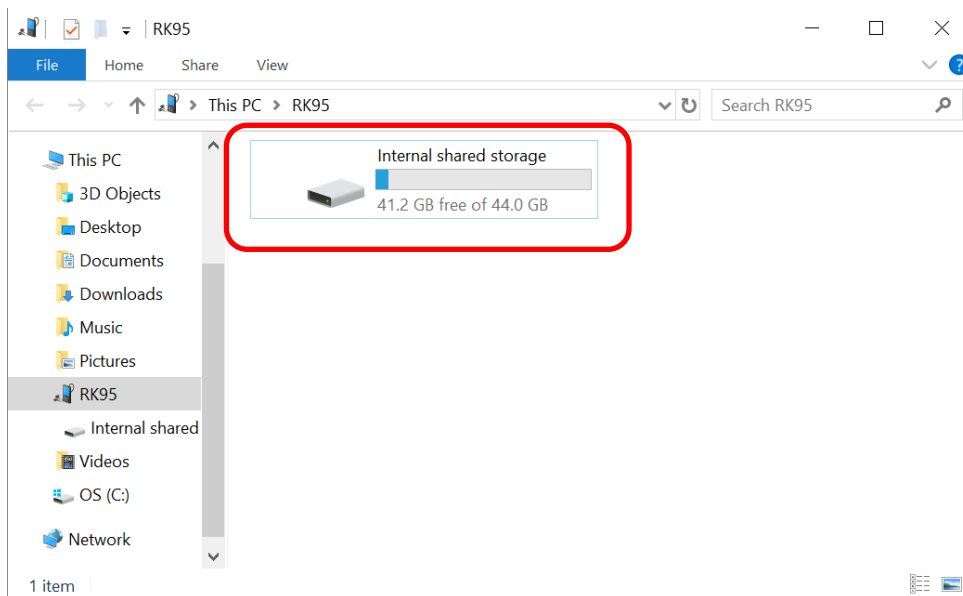 RK95
File Home Share View
?
This PC RK95
Search RK95
This PC
3D Objects
Desktop
Documents
Downloads
Music
Pictures
RK95
Internal shared
Videos
OS (C:)
Network
Internal shared storage
41.2 GB free of 44.0 GB
1 item